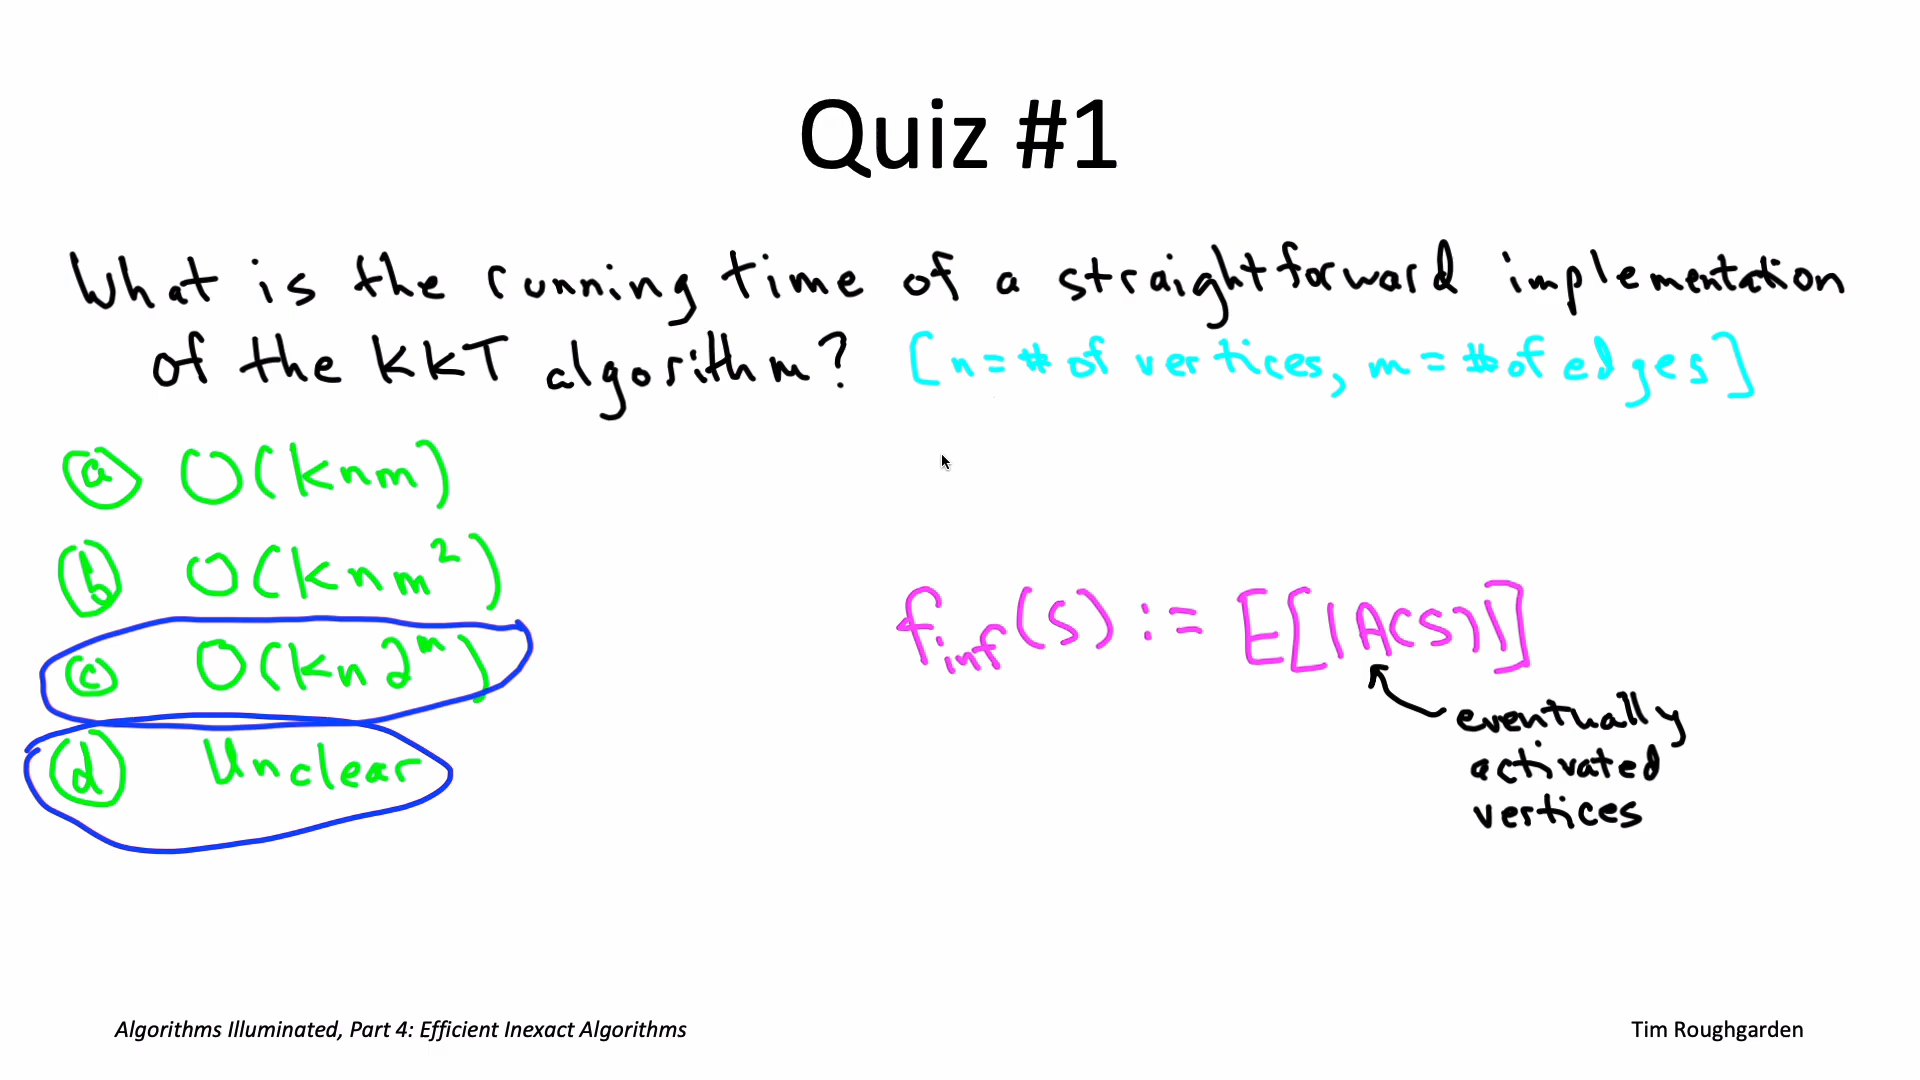 Quiz #1
What is the running time of a straightforward implementation
of the KKT algorithm? [n = # of vertices, m = # of edges]
(a) O(knm)
(b) O(knm²)
(c) O(kn2ᵐ)
(d) Unclear
f_inf(S) := E[|A(S)|]
eventually
activated
vertices
Algorithms Illuminated, Part 4: Efficient Inexact Algorithms
Tim Roughgarden